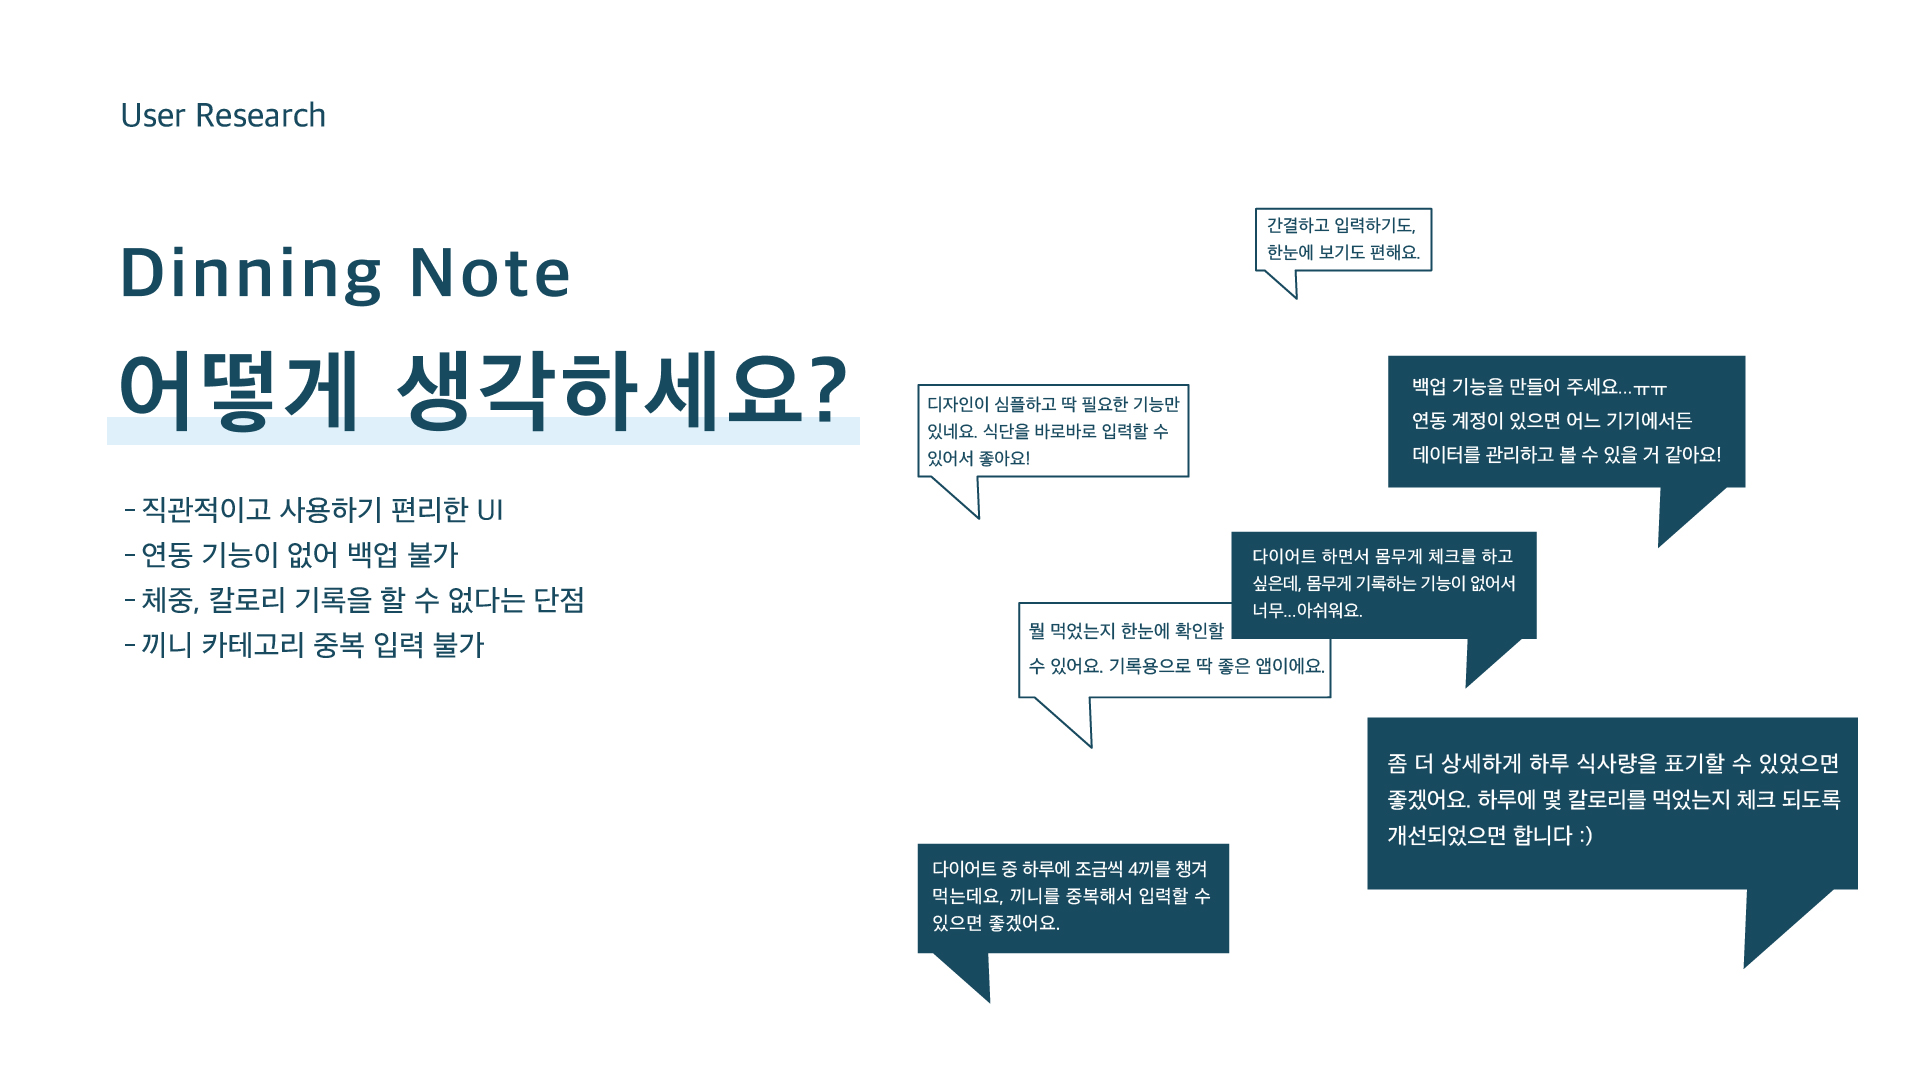 User Research
Dinning Note
어떻게 생각하세요?
- 직관적이고 사용하기 편리한 UI
- 연동 기능이 없어 백업 불가
- 체중, 칼로리 기록을 할 수 없다는 단점
- 끼니 카테고리 중복 입력 불가
간결하고 입력하기도,
한눈에 보기도 편해요.
디자인이 심플하고 딱 필요한 기능만
있네요. 식단을 바로바로 입력할 수
있어서 좋아요!
백업 기능을 만들어 주세요...ㅠㅠ
연동 계정이 있으면 어느 기기에서든
데이터를 관리하고 볼 수 있을 거 같아요!
다이어트 하면서 몸무게 체크를 하고
싶은데, 몸무게 기록하는 기능이 없어서
너무...아쉬워요.
뭘 먹었는지 한눈에 확인할
수 있어요. 기록용으로 딱 좋은 앱이에요.
좀 더 상세하게 하루 식사량을 표기할 수 있었으면
좋겠어요. 하루에 몇 칼로리를 먹었는지 체크 되도록
개선되었으면 합니다 :)
다이어트 중 하루에 조금씩 4끼를 챙겨
먹는데요, 끼니를 중복해서 입력할 수
있으면 좋겠어요.